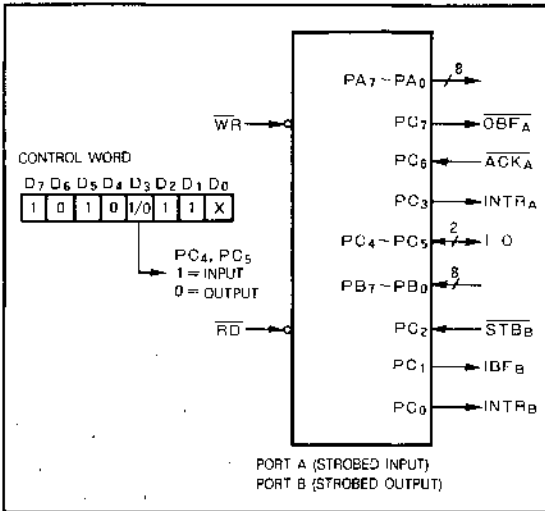 CONTROL WORD
D7 D6 D5 D4 D3 D2 D1 D0
1 0 1 0 1/0 1 1 X
PC4, PC5
1 = INPUT
0 = OUTPUT
WR
RD
PA7-PA0 8
PC7 OBFA
PC6 ACKA
PC3 INTRA
PC4-PC5 2 I O
PB7-PB0 8
PC2 STBB
PC1 IBFB
PC0 INTRB
PORT A (STROBED INPUT)
PORT B (STROBED OUTPUT)